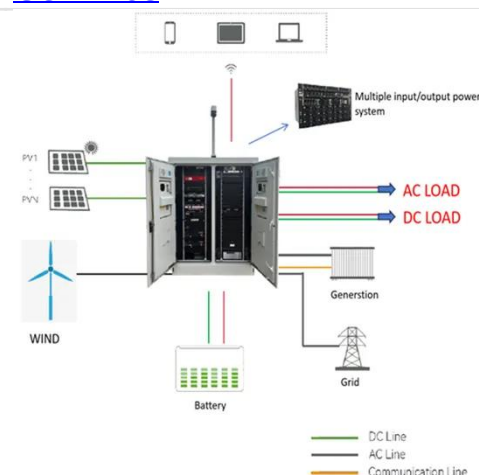 Multiple input/output power
system
PV1
PVN
AC LOAD
DC LOAD
Generstion
WIND
Grid
Battery
DC Line
AC Line
Communication Line